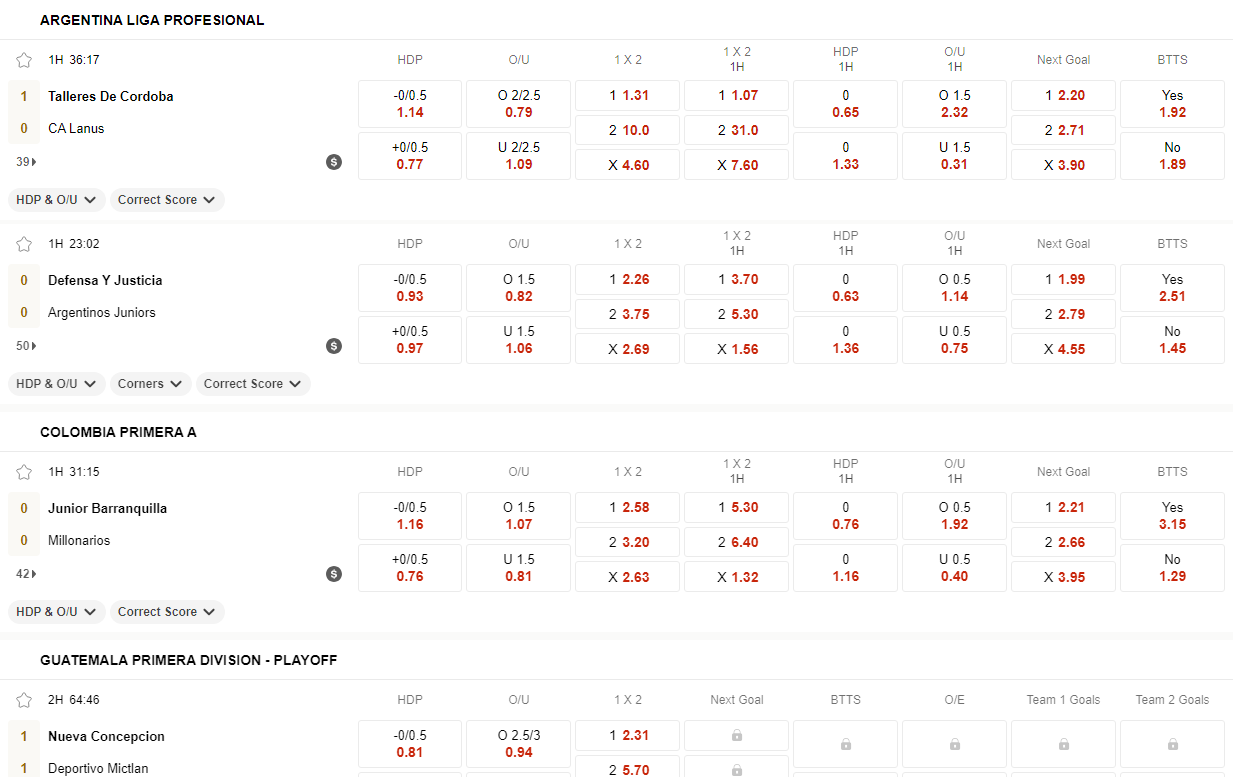 ARGENTINA LIGA PROFESIONAL
1H 36:17 HDP O/U 1 X 2 1 X 2 1H HDP 1H O/U 1H Next Goal BTTS
1 Talleres De Cordoba -0/0.5 1.14 O 2/2.5 0.79 1 1.31 1 1.07 0 0.65 O 1.5 2.32 1 2.20 Yes 1.92
0 CA Lanus 2 10.0 2 31.0 2 2.71
39 $ +0/0.5 0.77 U 2/2.5 1.09 X 4.60 X 7.60 0 1.33 U 1.5 0.31 X 3.90 No 1.89
HDP & O/U Correct Score
1H 23:02 HDP O/U 1 X 2 1 X 2 1H HDP 1H O/U 1H Next Goal BTTS
0 Defensa Y Justicia -0/0.5 0.93 O 1.5 0.82 1 2.26 1 3.70 0 0.63 O 0.5 1.14 1 1.99 Yes 2.51
0 Argentinos Juniors 2 3.75 2 5.30 2 2.79
50 $ +0/0.5 0.97 U 1.5 1.06 X 2.69 X 1.56 0 1.36 U 0.5 0.75 X 4.55 No 1.45
HDP & O/U Corners Correct Score
COLOMBIA PRIMERA A
1H 31:15 HDP O/U 1 X 2 1 X 2 1H HDP 1H O/U 1H Next Goal BTTS
0 Junior Barranquilla -0/0.5 1.16 O 1.5 1.07 1 2.58 1 5.30 0 0.76 O 0.5 1.92 1 2.21 Yes 3.15
0 Millonarios 2 3.20 2 6.40 2 2.66
42 $ +0/0.5 0.76 U 1.5 0.81 X 2.63 X 1.32 0 1.16 U 0.5 0.40 X 3.95 No 1.29
HDP & O/U Correct Score
GUATEMALA PRIMERA DIVISION - PLAYOFF
2H 64:46 HDP O/U 1 X 2 Next Goal BTTS O/E Team 1 Goals Team 2 Goals
1 Nueva Concepcion -0/0.5 0.81 O 2.5/3 0.94 1 2.31
1 Deportivo Mictlan 2 5.70